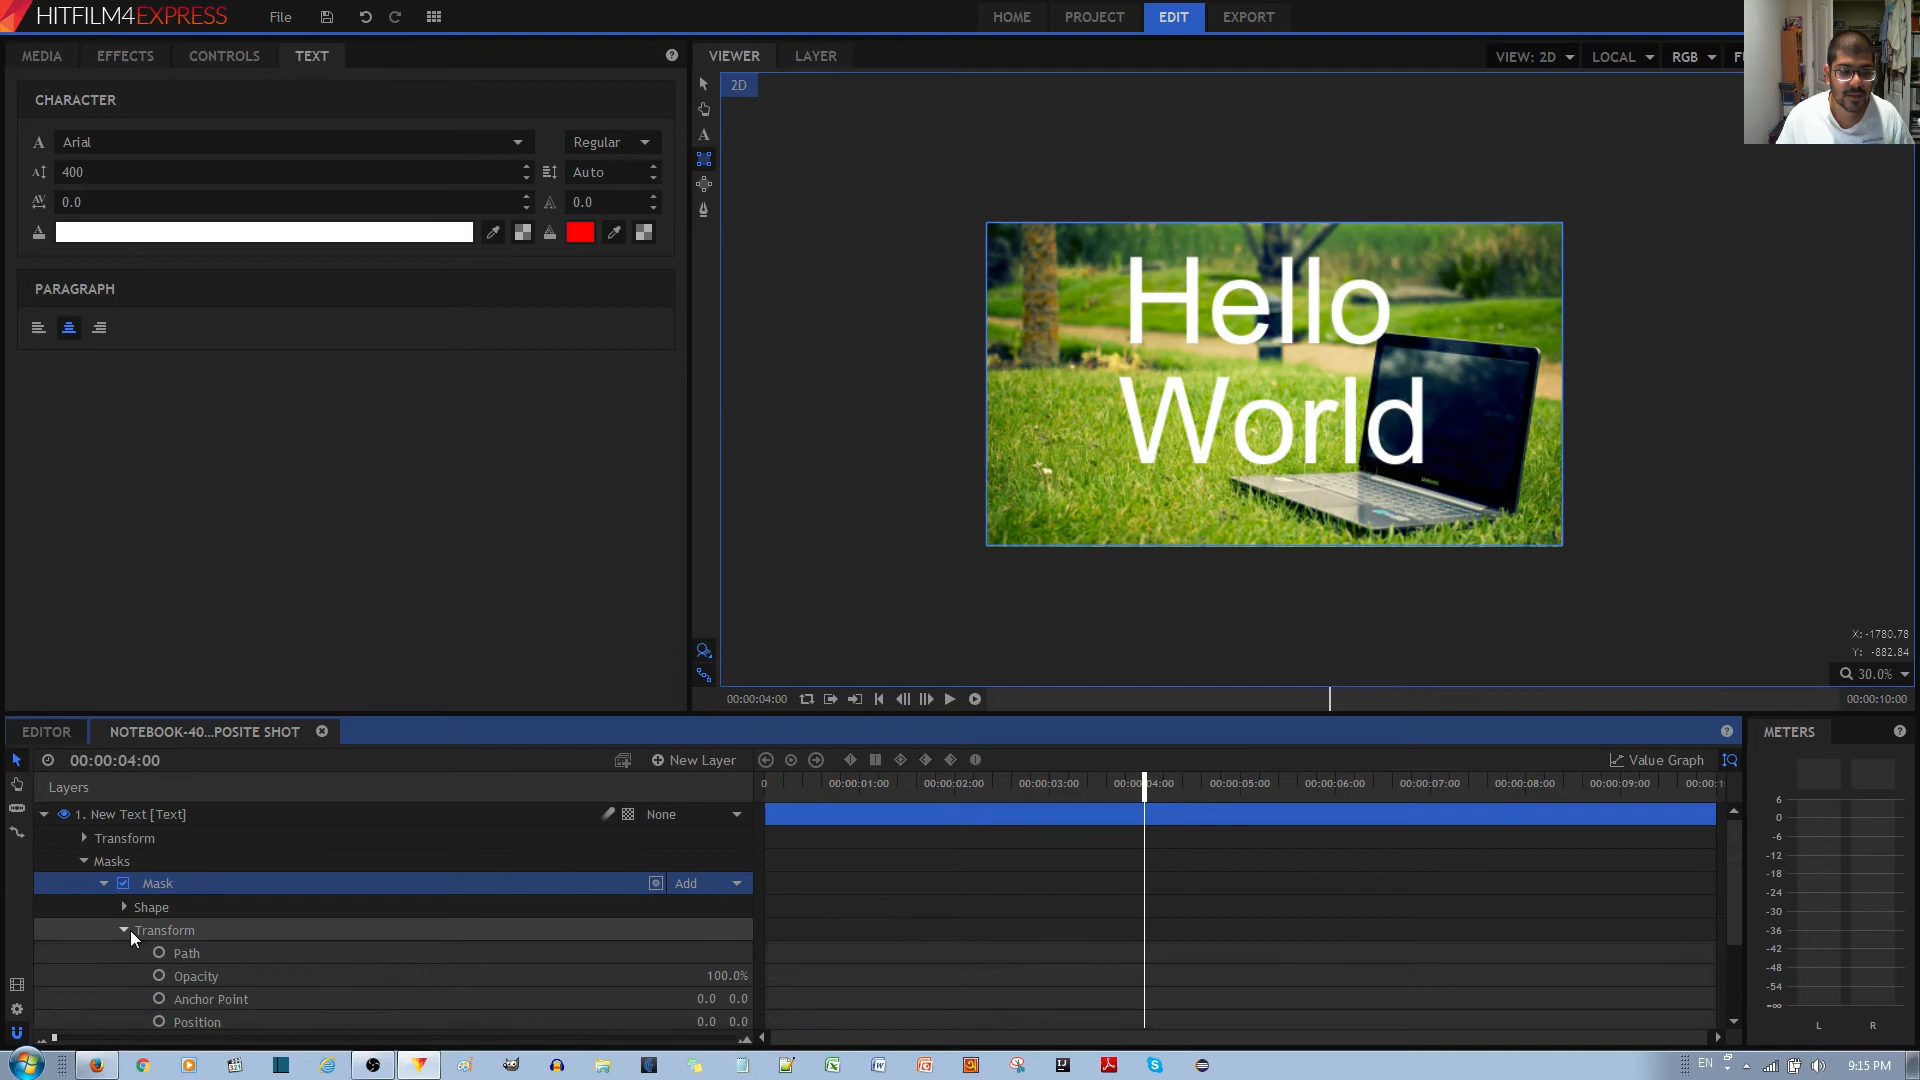 HITFILM4EXPRESS File HOME PROJECT EDIT EXPORT
MEDIA EFFECTS CONTROLS TEXT
VIEWER LAYER VIEW: 2D LOCAL RGB
2D
CHARACTER
Arial Regular
400 Auto
0.0 0.0
PARAGRAPH
Hello
World
SAMSUNG
X: -1780.78
Y: -882.84
30.0%
00:00:04:00 00:00:10:00
EDITOR NOTEBOOK-40...POSITE SHOT METERS
00:00:04:00 New Layer Value Graph
Layers 0 00:00:01:00 00:00:02:00 00:00:03:00 00:00:04:00 00:00:05:00 00:00:06:00 00:00:07:00 00:00:08:00 00:00:09:00 00:00:1
1. New Text [Text] None
Transform
Masks
Mask Add
Shape
Transform
Path
Opacity 100.0%
Anchor Point 0.0 0.0
Position 0.0 0.0
6
0
-6
-12
-18
-24
-30
-36
-42
-48
-54
-∞
L R
EN 9:15 PM